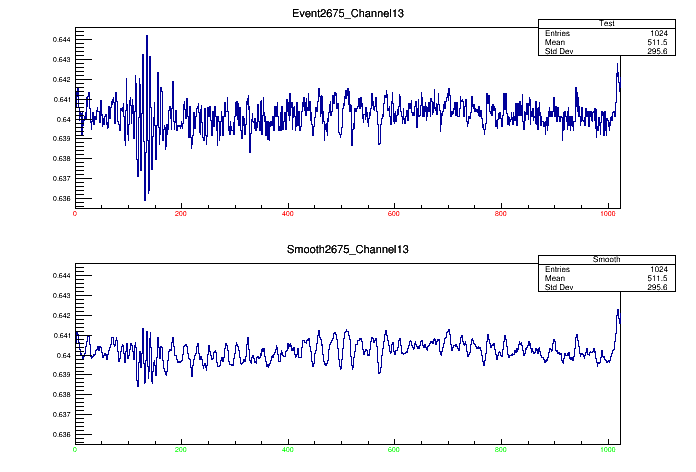 Event2675_Channel13
Test
Entries 1024
Mean 511.5
Std Dev 295.6
0.644
0.643
0.642
0.641
0.64
0.639
0.638
0.637
0.636
0 200 400 600 800 1000
Smooth2675_Channel13
Smooth
Entries 1024
Mean 511.5
Std Dev 295.6
0.644
0.643
0.642
0.641
0.64
0.639
0.638
0.637
0.636
0 200 400 600 800 1000